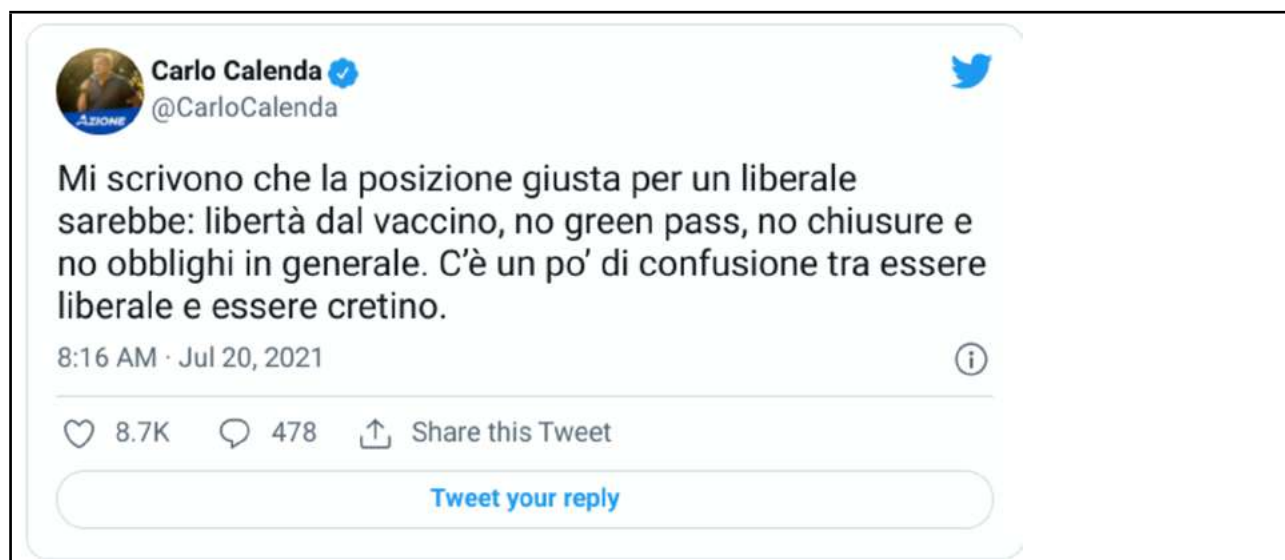 Carlo Calenda
@CarloCalenda
AZIONE
Mi scrivono che la posizione giusta per un liberale
sarebbe: libertà dal vaccino, no green pass, no chiusure e
no obblighi in generale. C’è un po’ di confusione tra essere
liberale e essere cretino.
8:16 AM · Jul 20, 2021
8.7K 478 Share this Tweet
Tweet your reply